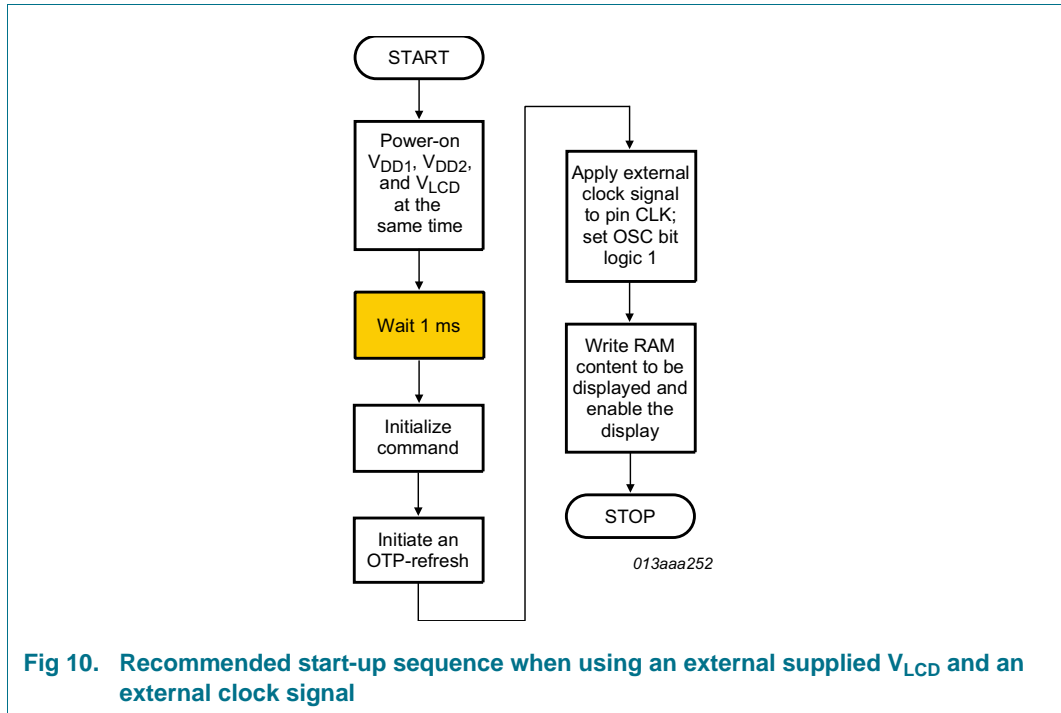 START
Power-on
VDD1, VDD2,
and VLCD
at the
same time
Wait 1 ms
Initialize
command
Initiate an
OTP-refresh
Apply external
clock signal
to pin CLK;
set OSC bit
logic 1
Write RAM
content to be
displayed and
enable the
display
STOP
013aaa252
Fig 10. Recommended start-up sequence when using an external supplied VLCD and an
external clock signal